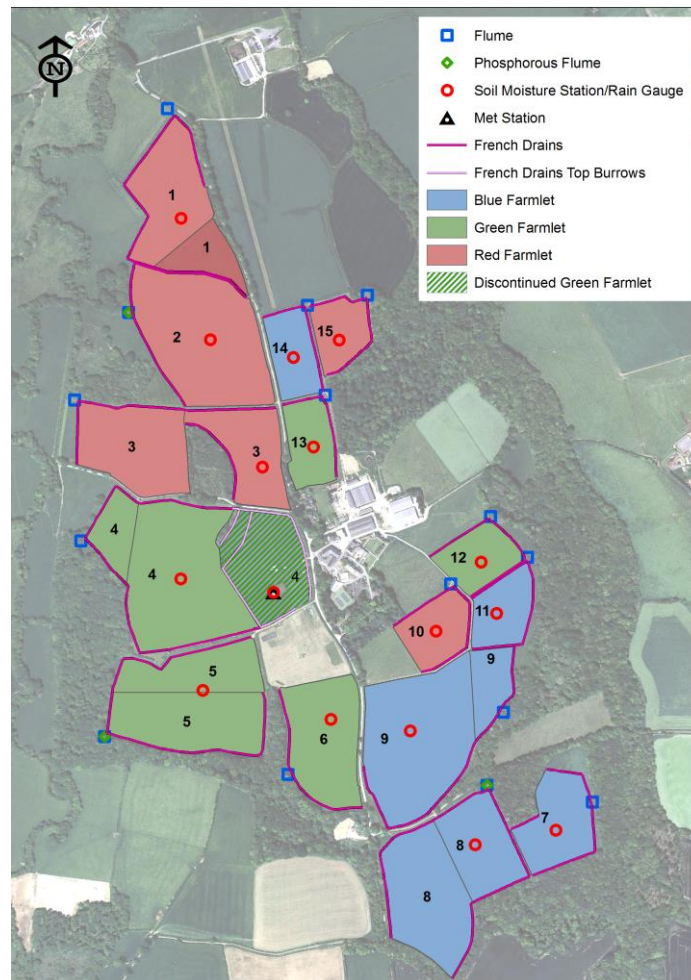 N
Flume
Phosphorous Flume
Soil Moisture Station/Rain Gauge
Met Station
French Drains
French Drains Top Burrows
Blue Farmlet
Green Farmlet
Red Farmlet
Discontinued Green Farmlet
1
1
2
14
15
3
3
13
4
4
4
12
11
10
9
5
5
6
9
7
8
8